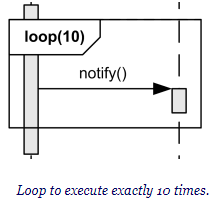 loop(10)
notify()
Loop to execute exactly 10 times.